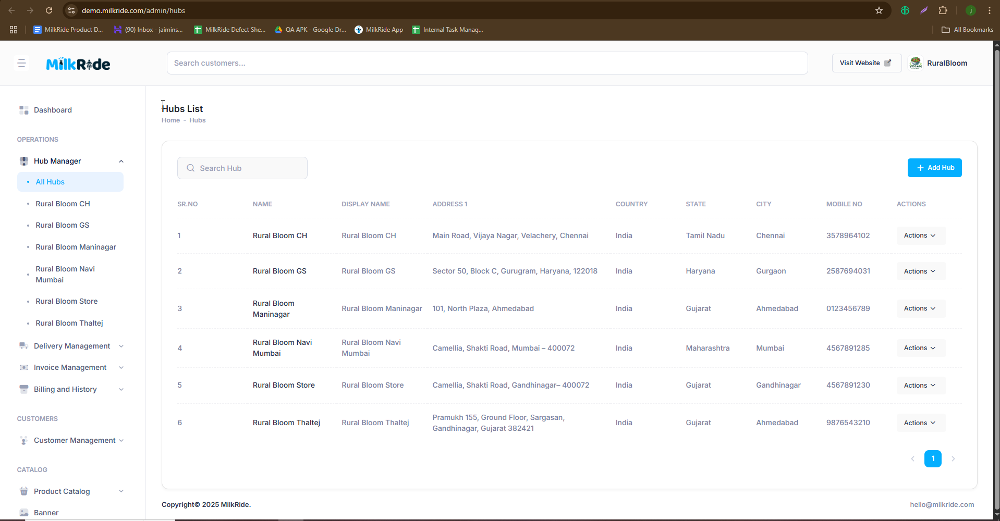 demo.milkride.com/admin/hubs
j
MilkRide Product D...
(90) Inbox - jaimins...
MilkRide Defect She...
QA APK - Google Dr...
MilkRide App
Internal Task Manag...
All Bookmarks
MilkRide
Search customers...
Visit Website
VEGAN
RuralBloom
Dashboard
OPERATIONS
Hub Manager
All Hubs
Rural Bloom CH
Rural Bloom GS
Rural Bloom Maninagar
Rural Bloom Navi
Mumbai
Rural Bloom Store
Rural Bloom Thaltej
Delivery Management
Invoice Management
Billing and History
CUSTOMERS
Customer Management
CATALOG
Product Catalog
Banner
Hubs List
Home - Hubs
Search Hub
+ Add Hub
SR.NO NAME DISPLAY NAME ADDRESS 1 COUNTRY STATE CITY MOBILE NO ACTIONS
1 Rural Bloom CH Rural Bloom CH Main Road, Vijaya Nagar, Velachery, Chennai India Tamil Nadu Chennai 3578964102 Actions
2 Rural Bloom GS Rural Bloom GS Sector 50, Block C, Gurugram, Haryana, 122018 India Haryana Gurgaon 2587694031 Actions
3 Rural Bloom
Maninagar Rural Bloom Maninagar 101, North Plaza, Ahmedabad India Gujarat Ahmedabad 0123456789 Actions
4 Rural Bloom Navi
Mumbai Rural Bloom Navi
Mumbai Camellia, Shakti Road, Mumbai – 400072 India Maharashtra Mumbai 4567891285 Actions
5 Rural Bloom Store Rural Bloom Store Camellia, Shakti Road, Gandhinagar– 400072 India Gujarat Gandhinagar 4567891230 Actions
6 Rural Bloom Thaltej Rural Bloom Thaltej Pramukh 155, Ground Floor, Sargasan,
Gandhinagar, Gujarat 382421 India Gujarat Ahmedabad 9876543210 Actions
1
Copyright© 2025 MilkRide.
hello@milkride.com